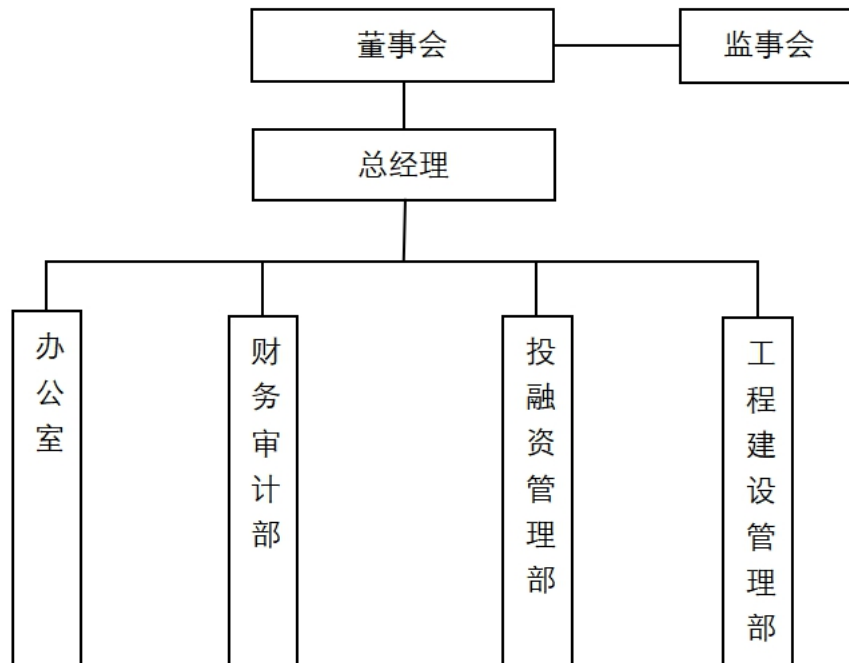 董事会
监事会
总经理
办公室
财务审计部
投融资管理部
工程建设管理部